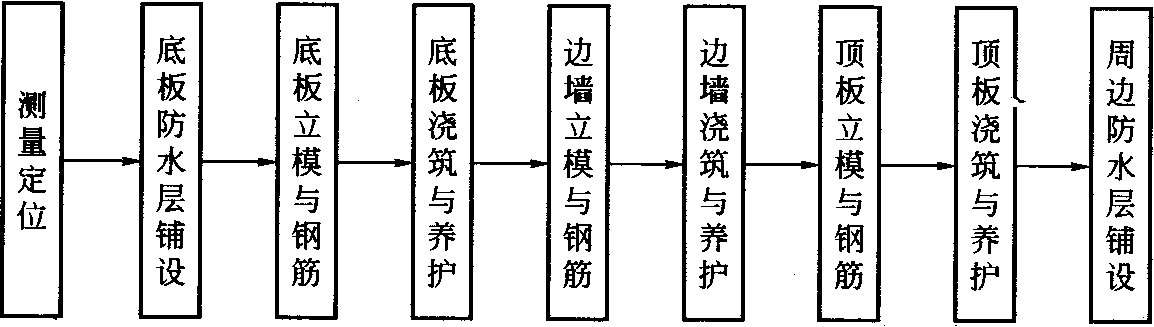 测量定位
底板防水层铺设
底板立模与钢筋
底板浇筑与养护
边墙立模与钢筋
边墙浇筑与养护
顶板立模与钢筋
顶板浇筑与养护
周边防水层铺设